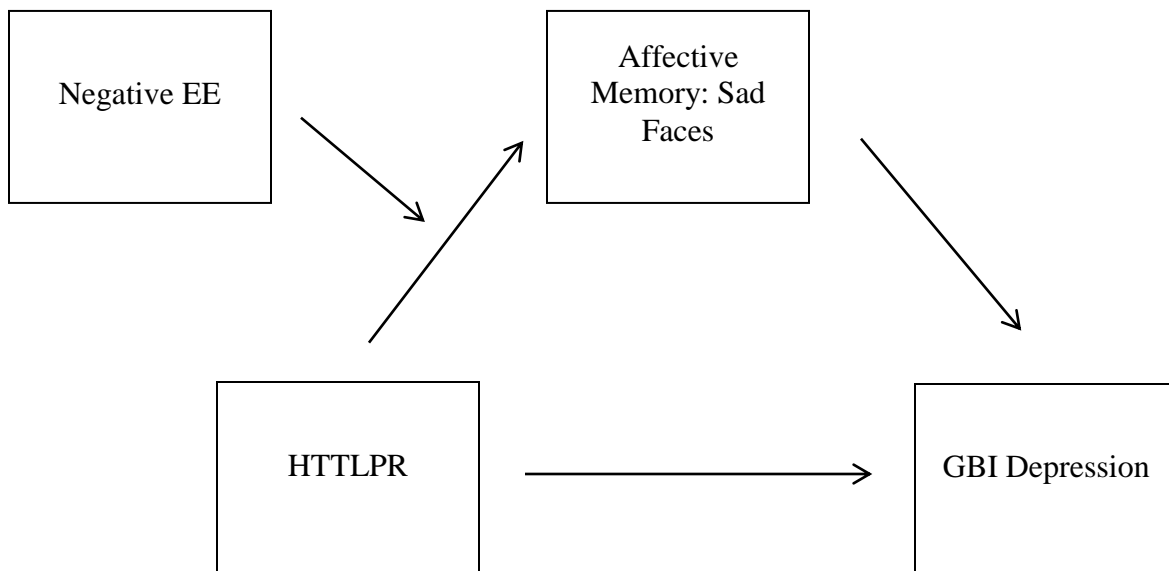 Negative EE
Affective
Memory: Sad
Faces
HTTLPR
GBI Depression